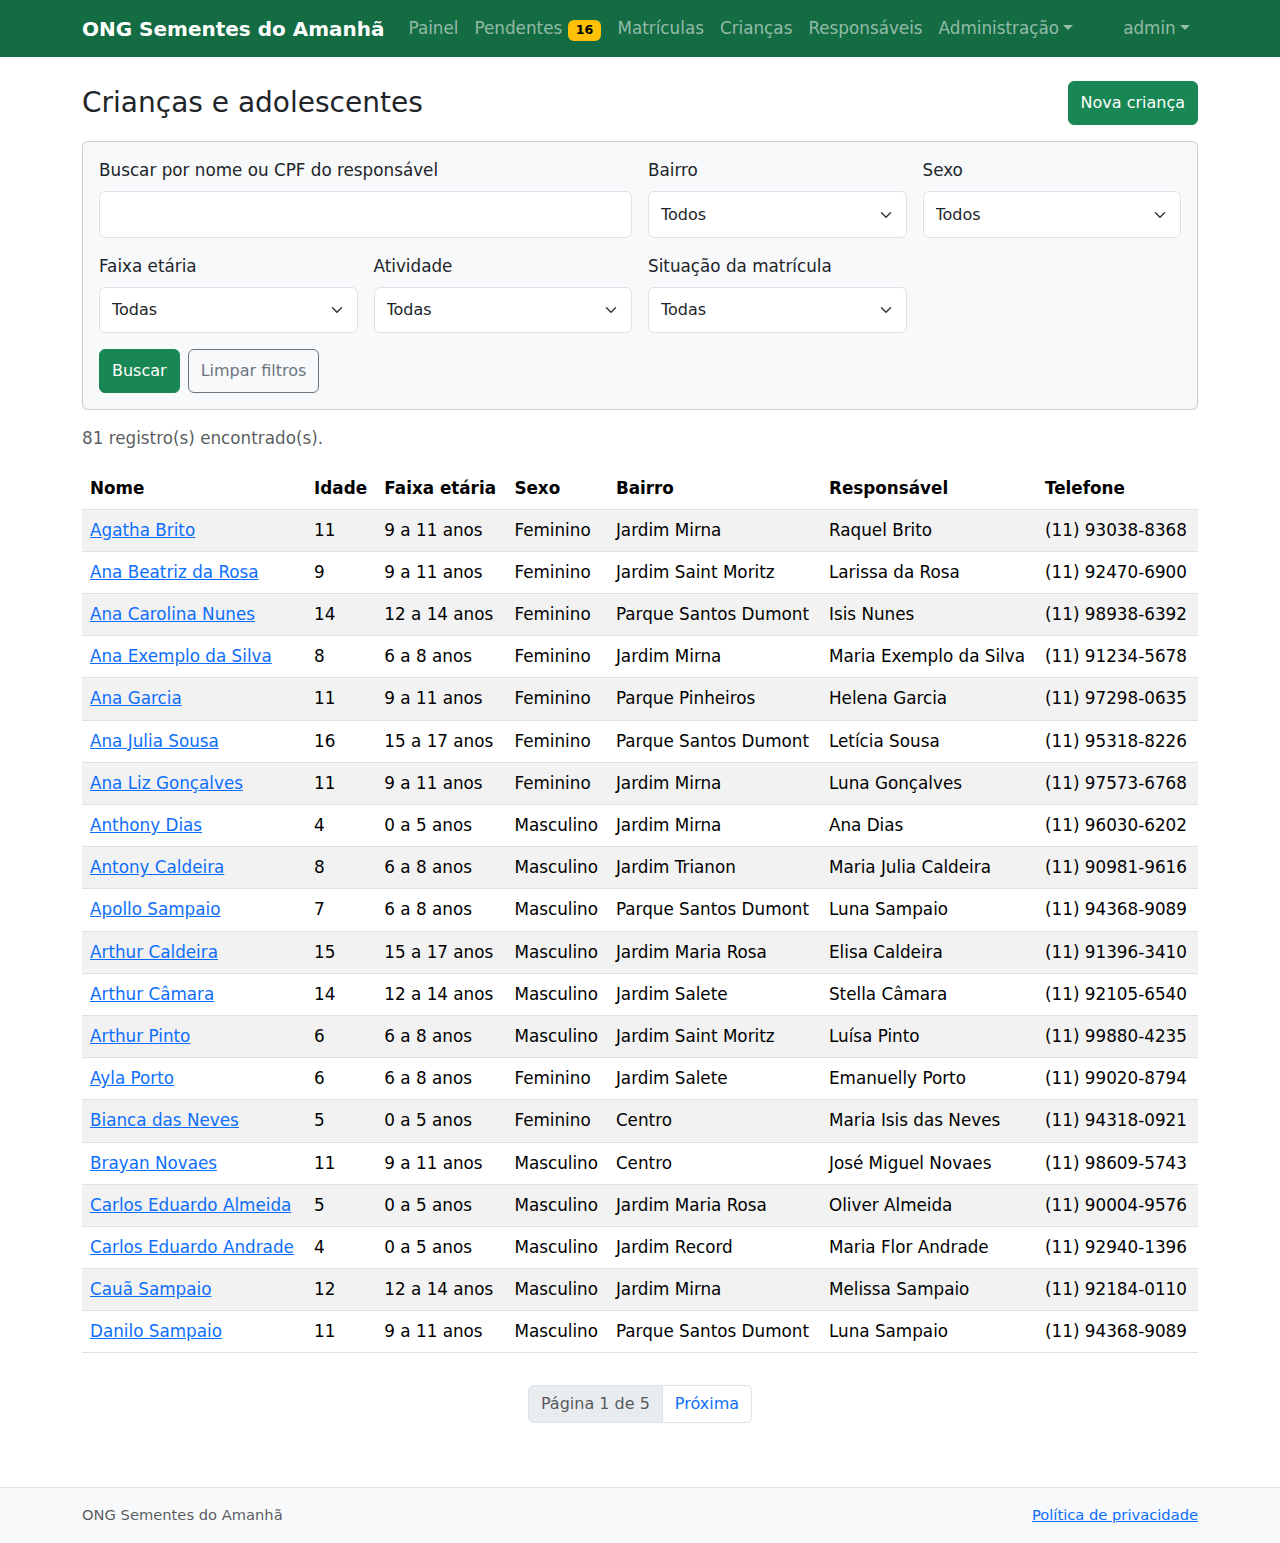 ONG Sementes do Amanhã Painel Pendentes 16 Matrículas Crianças Responsáveis Administração admin
Crianças e adolescentes Nova criança
Buscar por nome ou CPF do responsável Bairro Sexo
Todos Todos
Faixa etária Atividade Situação da matrícula
Todas Todas Todas
Buscar Limpar filtros
81 registro(s) encontrado(s).
Nome Idade Faixa etária Sexo Bairro Responsável Telefone
Agatha Brito 11 9 a 11 anos Feminino Jardim Mirna Raquel Brito (11) 93038-8368
Ana Beatriz da Rosa 9 9 a 11 anos Feminino Jardim Saint Moritz Larissa da Rosa (11) 92470-6900
Ana Carolina Nunes 14 12 a 14 anos Feminino Parque Santos Dumont Isis Nunes (11) 98938-6392
Ana Exemplo da Silva 8 6 a 8 anos Feminino Jardim Mirna Maria Exemplo da Silva (11) 91234-5678
Ana Garcia 11 9 a 11 anos Feminino Parque Pinheiros Helena Garcia (11) 97298-0635
Ana Julia Sousa 16 15 a 17 anos Feminino Parque Santos Dumont Letícia Sousa (11) 95318-8226
Ana Liz Gonçalves 11 9 a 11 anos Feminino Jardim Mirna Luna Gonçalves (11) 97573-6768
Anthony Dias 4 0 a 5 anos Masculino Jardim Mirna Ana Dias (11) 96030-6202
Antony Caldeira 8 6 a 8 anos Masculino Jardim Trianon Maria Julia Caldeira (11) 90981-9616
Apollo Sampaio 7 6 a 8 anos Masculino Parque Santos Dumont Luna Sampaio (11) 94368-9089
Arthur Caldeira 15 15 a 17 anos Masculino Jardim Maria Rosa Elisa Caldeira (11) 91396-3410
Arthur Câmara 14 12 a 14 anos Masculino Jardim Salete Stella Câmara (11) 92105-6540
Arthur Pinto 6 6 a 8 anos Masculino Jardim Saint Moritz Luísa Pinto (11) 99880-4235
Ayla Porto 6 6 a 8 anos Feminino Jardim Salete Emanuelly Porto (11) 99020-8794
Bianca das Neves 5 0 a 5 anos Feminino Centro Maria Isis das Neves (11) 94318-0921
Brayan Novaes 11 9 a 11 anos Masculino Centro José Miguel Novaes (11) 98609-5743
Carlos Eduardo Almeida 5 0 a 5 anos Masculino Jardim Maria Rosa Oliver Almeida (11) 90004-9576
Carlos Eduardo Andrade 4 0 a 5 anos Masculino Jardim Record Maria Flor Andrade (11) 92940-1396
Cauã Sampaio 12 12 a 14 anos Masculino Jardim Mirna Melissa Sampaio (11) 92184-0110
Danilo Sampaio 11 9 a 11 anos Masculino Parque Santos Dumont Luna Sampaio (11) 94368-9089
Página 1 de 5 Próxima
ONG Sementes do Amanhã Política de privacidade